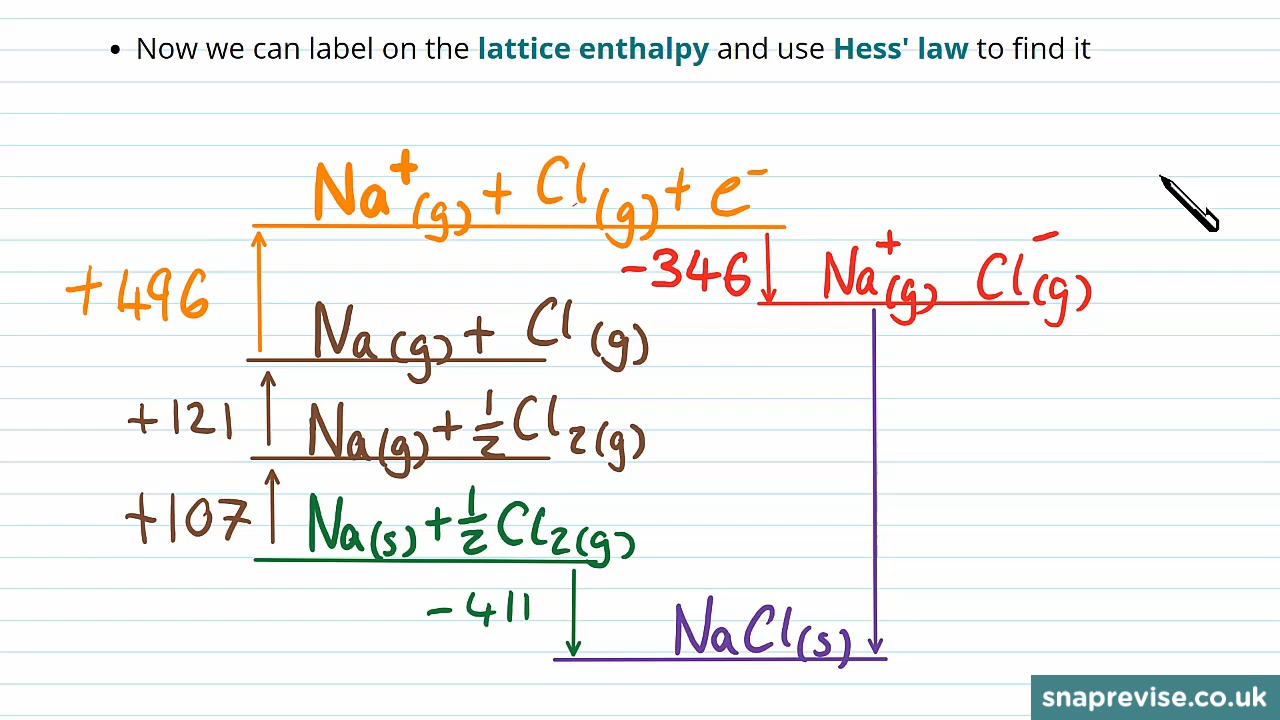 • Now we can label on the lattice enthalpy and use Hess' law to find it
Na⁺(g) + Cl(g) + e⁻
+496
-346
Na⁺(g) Cl⁻(g)
Na(g) + Cl (g)
+121
Na(g) + ½Cl₂(g)
+107
Na(s) + ½Cl₂(g)
-411
NaCl(s)
snaprevise.co.uk